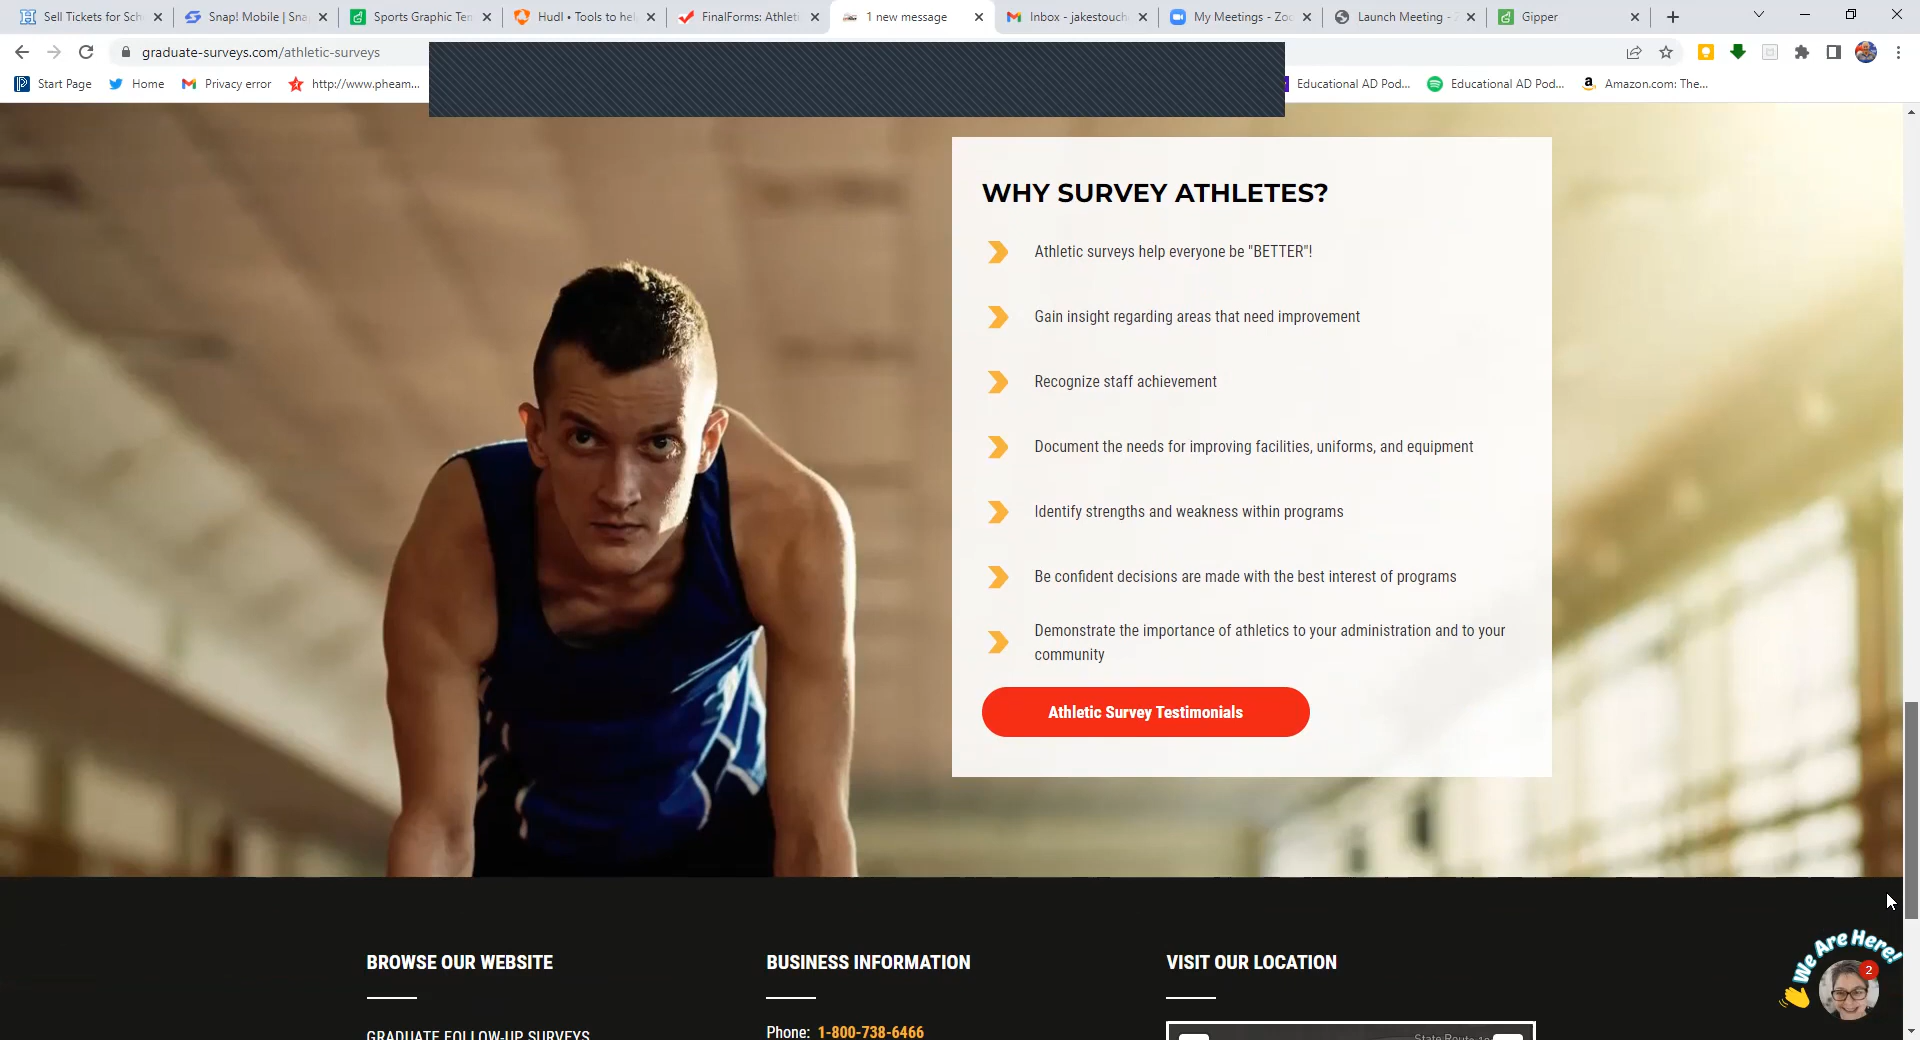 Sell Tickets for Sch
Snap! Mobile | Sna
Sports Graphic Ten
Hudl • Tools to hel
FinalForms: Athleti
1 new message
Inbox - jakestouch
My Meetings - Zoo
Launch Meeting - Z
Gipper
graduate-surveys.com/athletic-surveys
Start Page
Home
Privacy error
http://www.pheam...
Educational AD Pod...
Educational AD Pod...
Amazon.com: The...
WHY SURVEY ATHLETES?
Athletic surveys help everyone be "BETTER"!
Gain insight regarding areas that need improvement
Recognize staff achievement
Document the needs for improving facilities, uniforms, and equipment
Identify strengths and weakness within programs
Be confident decisions are made with the best interest of programs
Demonstrate the importance of athletics to your administration and to your
community
Athletic Survey Testimonials
We Are Here!
2
BROWSE OUR WEBSITE
BUSINESS INFORMATION
VISIT OUR LOCATION
GRADUATE FOLLOW-UP SURVEYS
Phone: 1-800-738-6466
State Route